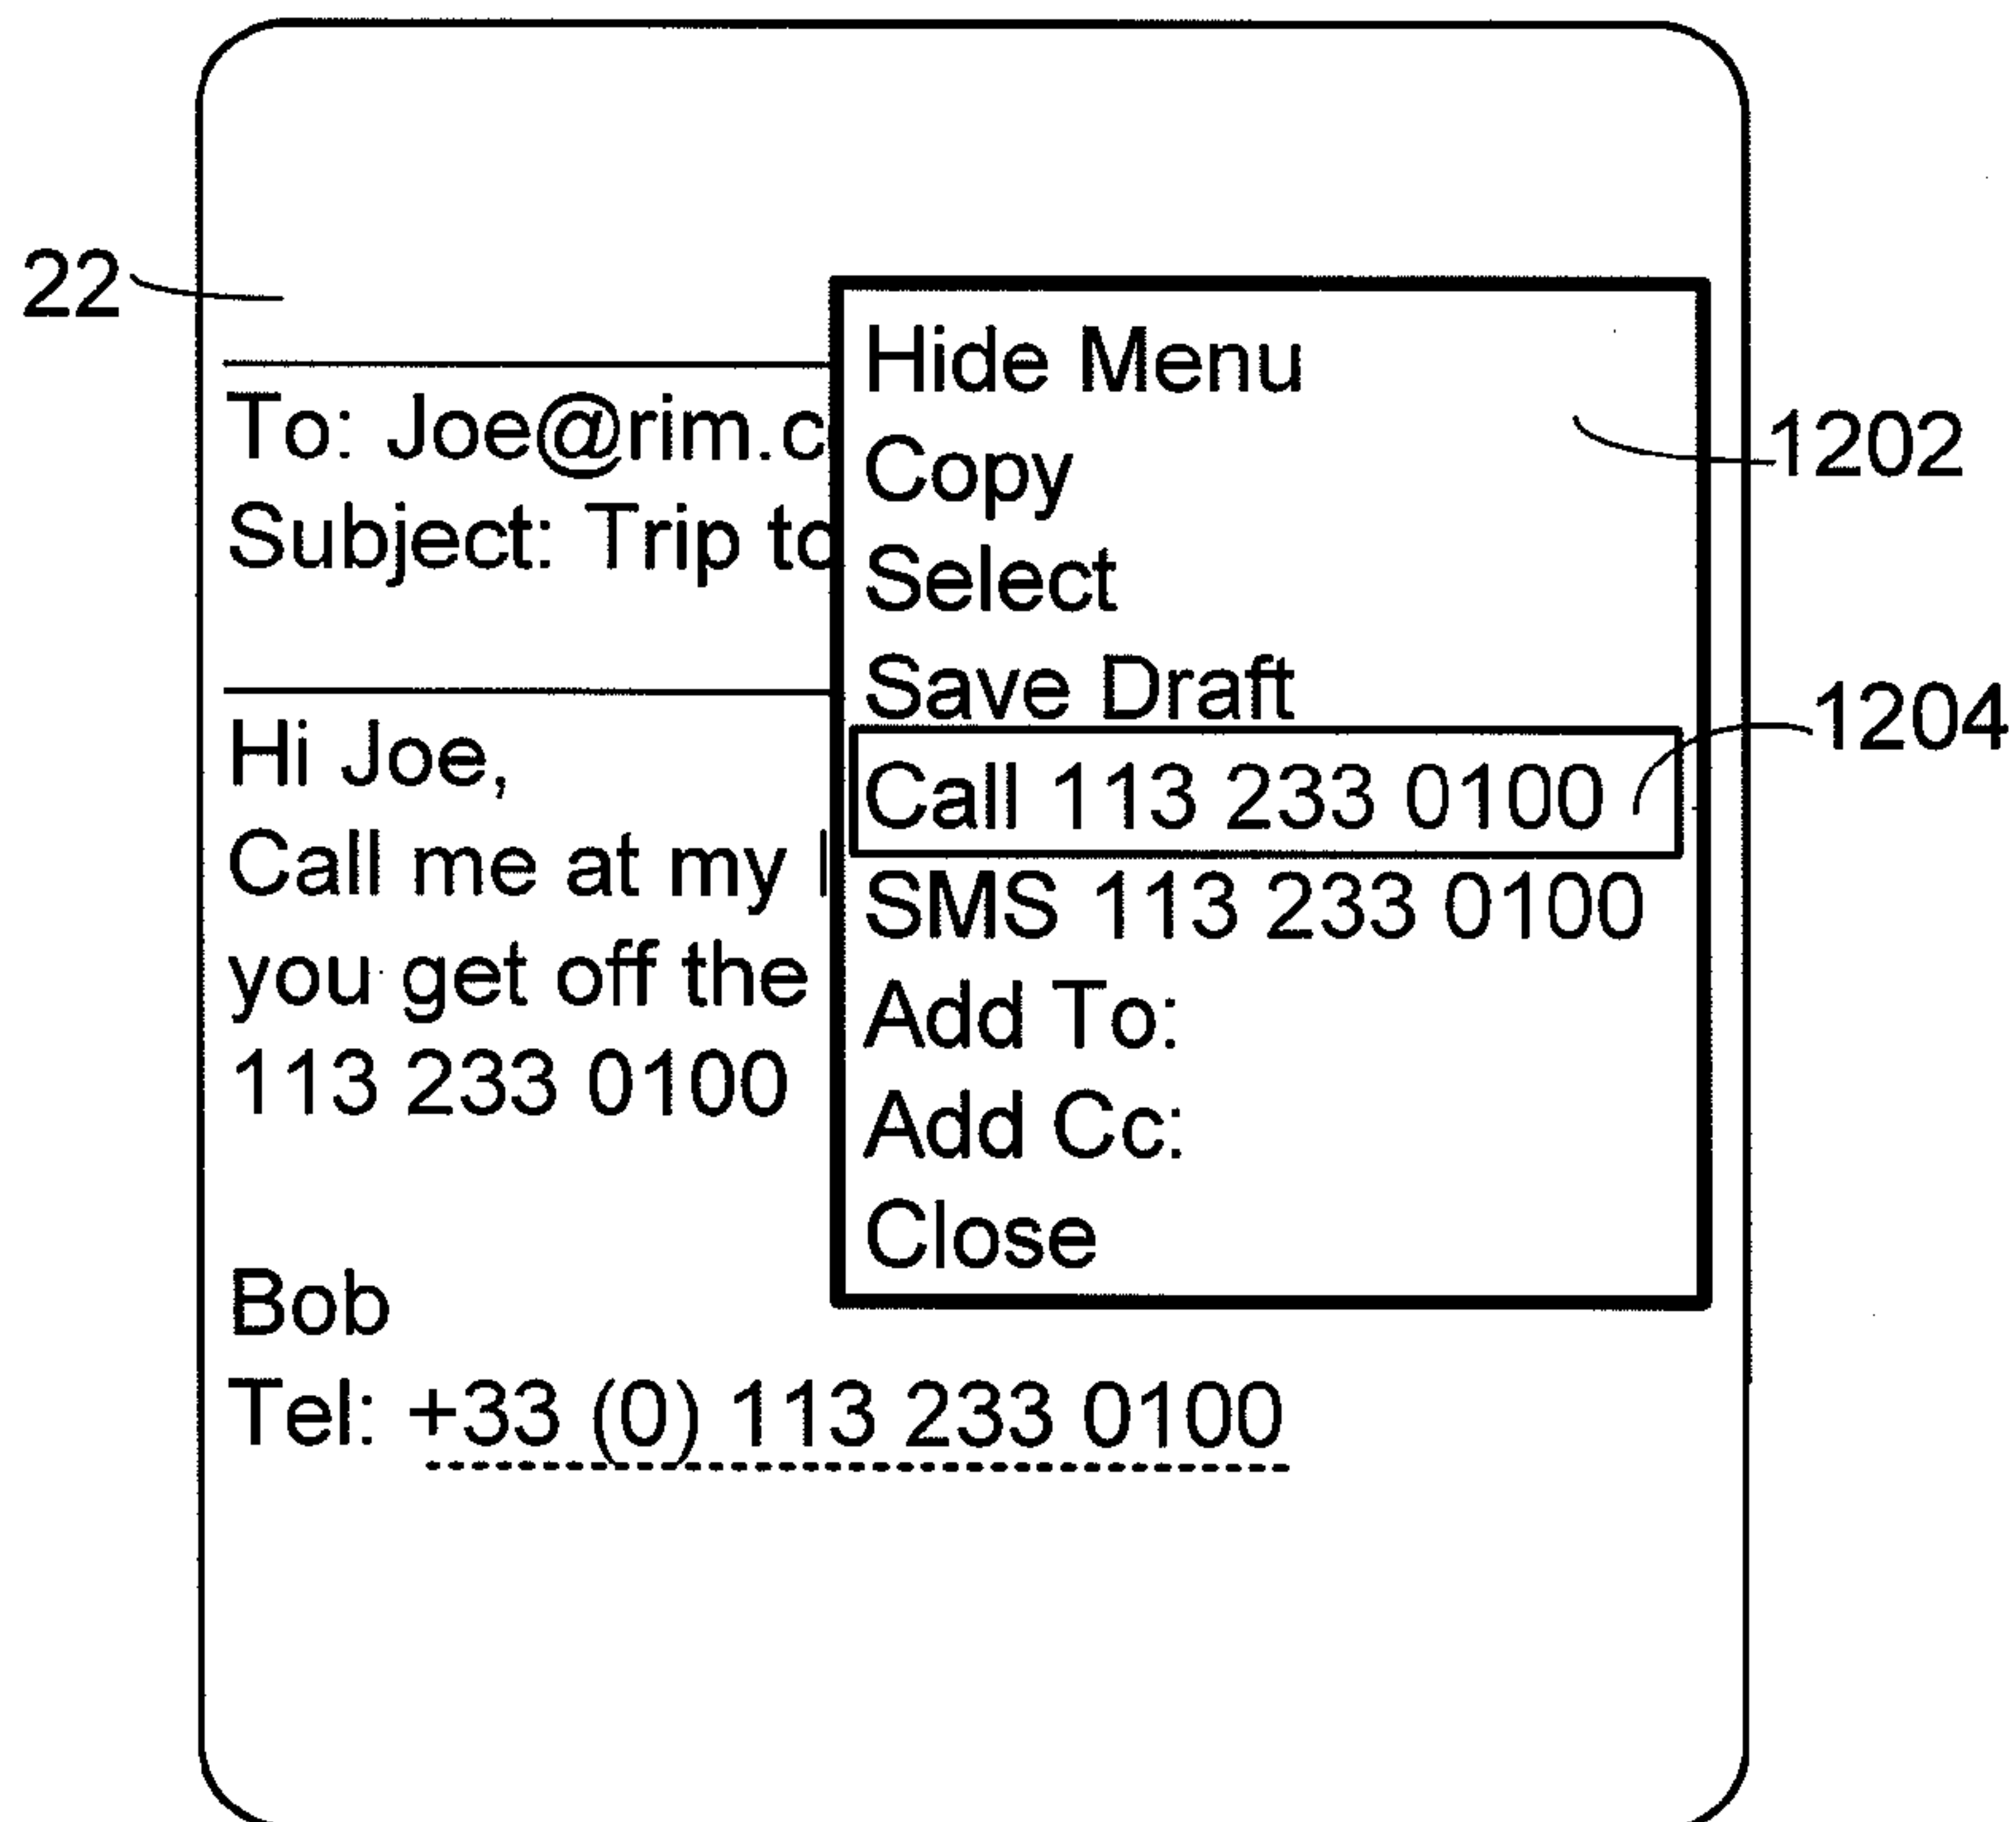 22
To: Joe@rim.c
Subject: Trip to
Hi Joe,
Call me at my
you get off the
113 233 0100
Bob
Tel: +33 (0) 113 233 0100
Hide Menu
Copy
Select
Save Draft
Call 113 233 0100
SMS 113 233 0100
Add To:
Add Cc:
Close
1202
1204